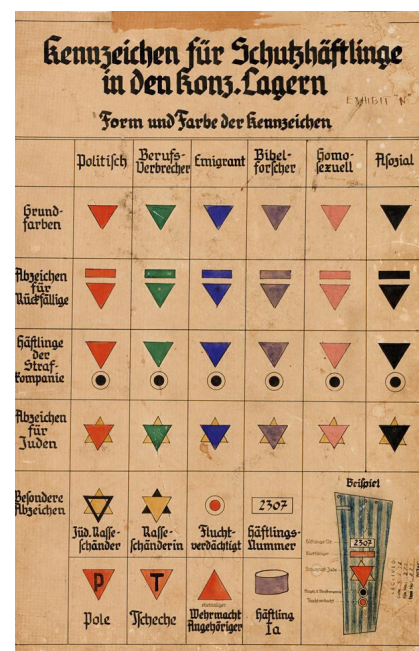 Kennzeichen für Schutzhäftlinge
in den Konz. Lagern
EXHIBIT "N"
Form und Farbe der Kennzeichen
Politisch
Berufs-
Verbrecher
Emigrant
Bibel-
forscher
Homo-
sexuell
Asozial
Grund-
farben
Abzeichen
für
Rückfällige
Häftlinge
der
Straf-
kompanie
Abzeichen
für
Juden
Besondere
Abzeichen
Jüd. Rasse-
schänder
Rasse-
schänderin
Flucht-
verdächtigt
2307
Häftlings-
Nummer
Beispiel
2307
P
Pole
T
Tscheche
Wehrmacht
Angehöriger
Häftling
Ia